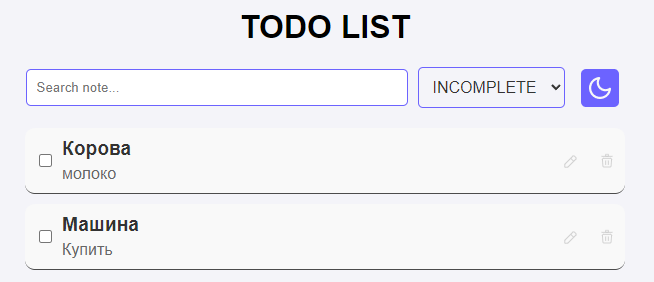 TODO LIST
Search note...
INCOMPLETE
Корова
молоко
Машина
Купить